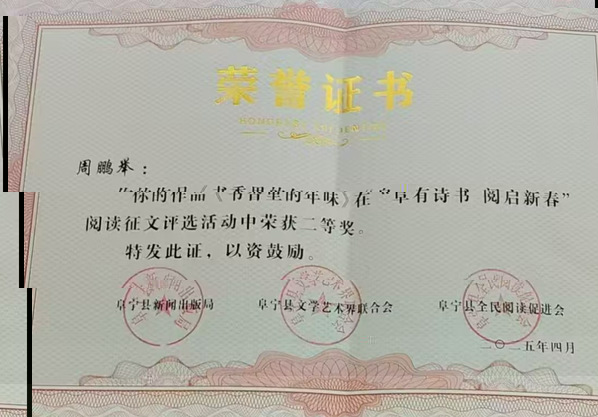 荣誉证书
周鹏举：
你的作品《书香里的年味》在“早有诗书 阅启新春”
阅读征文评选活动中荣获二等奖。
特发此证，以资鼓励。
阜宁县新闻出版局 阜宁县文学艺术界联合会 阜宁县全民阅读促进会
二〇二五年四月